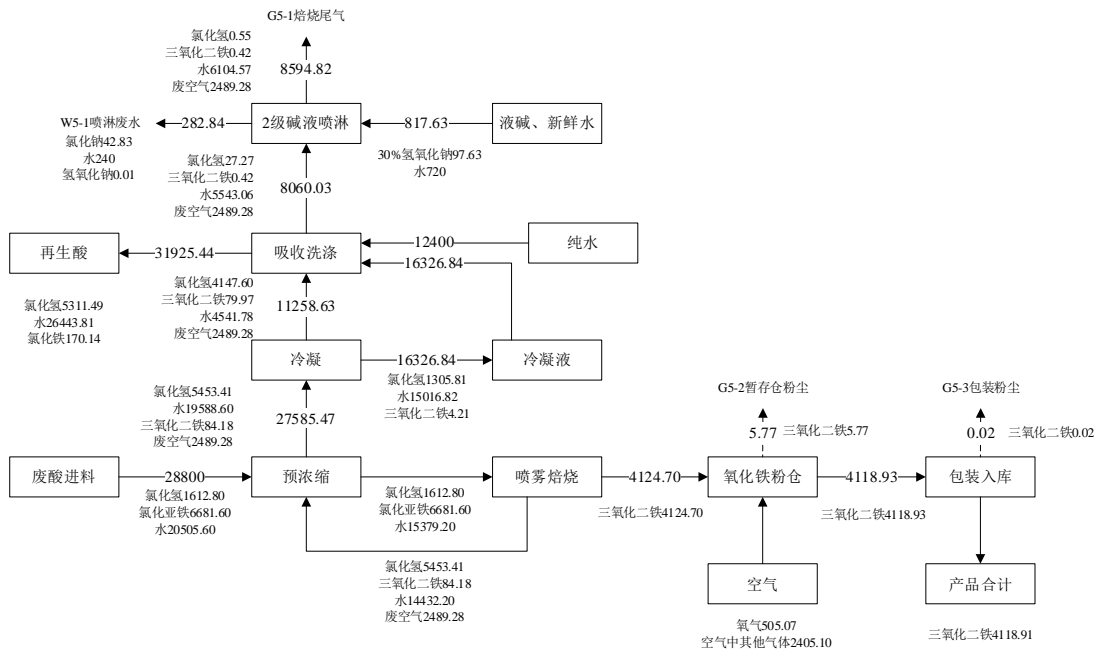 G5-1焙烧尾气
氯化氢0.55
三氧化二铁0.42
水6104.57
废空气2489.28
8594.82
W5-1喷淋废水
氯化钠42.83
水240
氢氧化钠0.01
282.84
2级碱液喷淋
817.63
液碱、新鲜水
30%氢氧化钠97.63
水720
氯化氢27.27
三氧化二铁0.42
水5543.06
废空气2489.28
8060.03
再生酸
31925.44
吸收洗涤
12400
纯水
16326.84
氯化氢5311.49
水26443.81
氯化铁170.14
氯化氢4147.60
三氧化二铁79.97
水4541.78
废空气2489.28
11258.63
冷凝
16326.84
冷凝液
氯化氢1305.81
水15016.82
三氧化二铁4.21
氯化氢5453.41
水19588.60
三氧化二铁84.18
废空气2489.28
27585.47
G5-2暂存仓粉尘
5.77
三氧化二铁5.77
G5-3包装粉尘
0.02
三氧化二铁0.02
废酸进料
28800
预浓缩
喷雾焙烧
4124.70
氧化铁粉仓
4118.93
包装入库
氯化氢1612.80
氯化亚铁6681.60
水20505.60
氯化氢1612.80
氯化亚铁6681.60
水15379.20
三氧化二铁4124.70
三氧化二铁4118.93
氯化氢5453.41
三氧化二铁84.18
水14432.20
废空气2489.28
空气
产品合计
氧气505.07
空气中其他气体2405.10
三氧化二铁4118.91